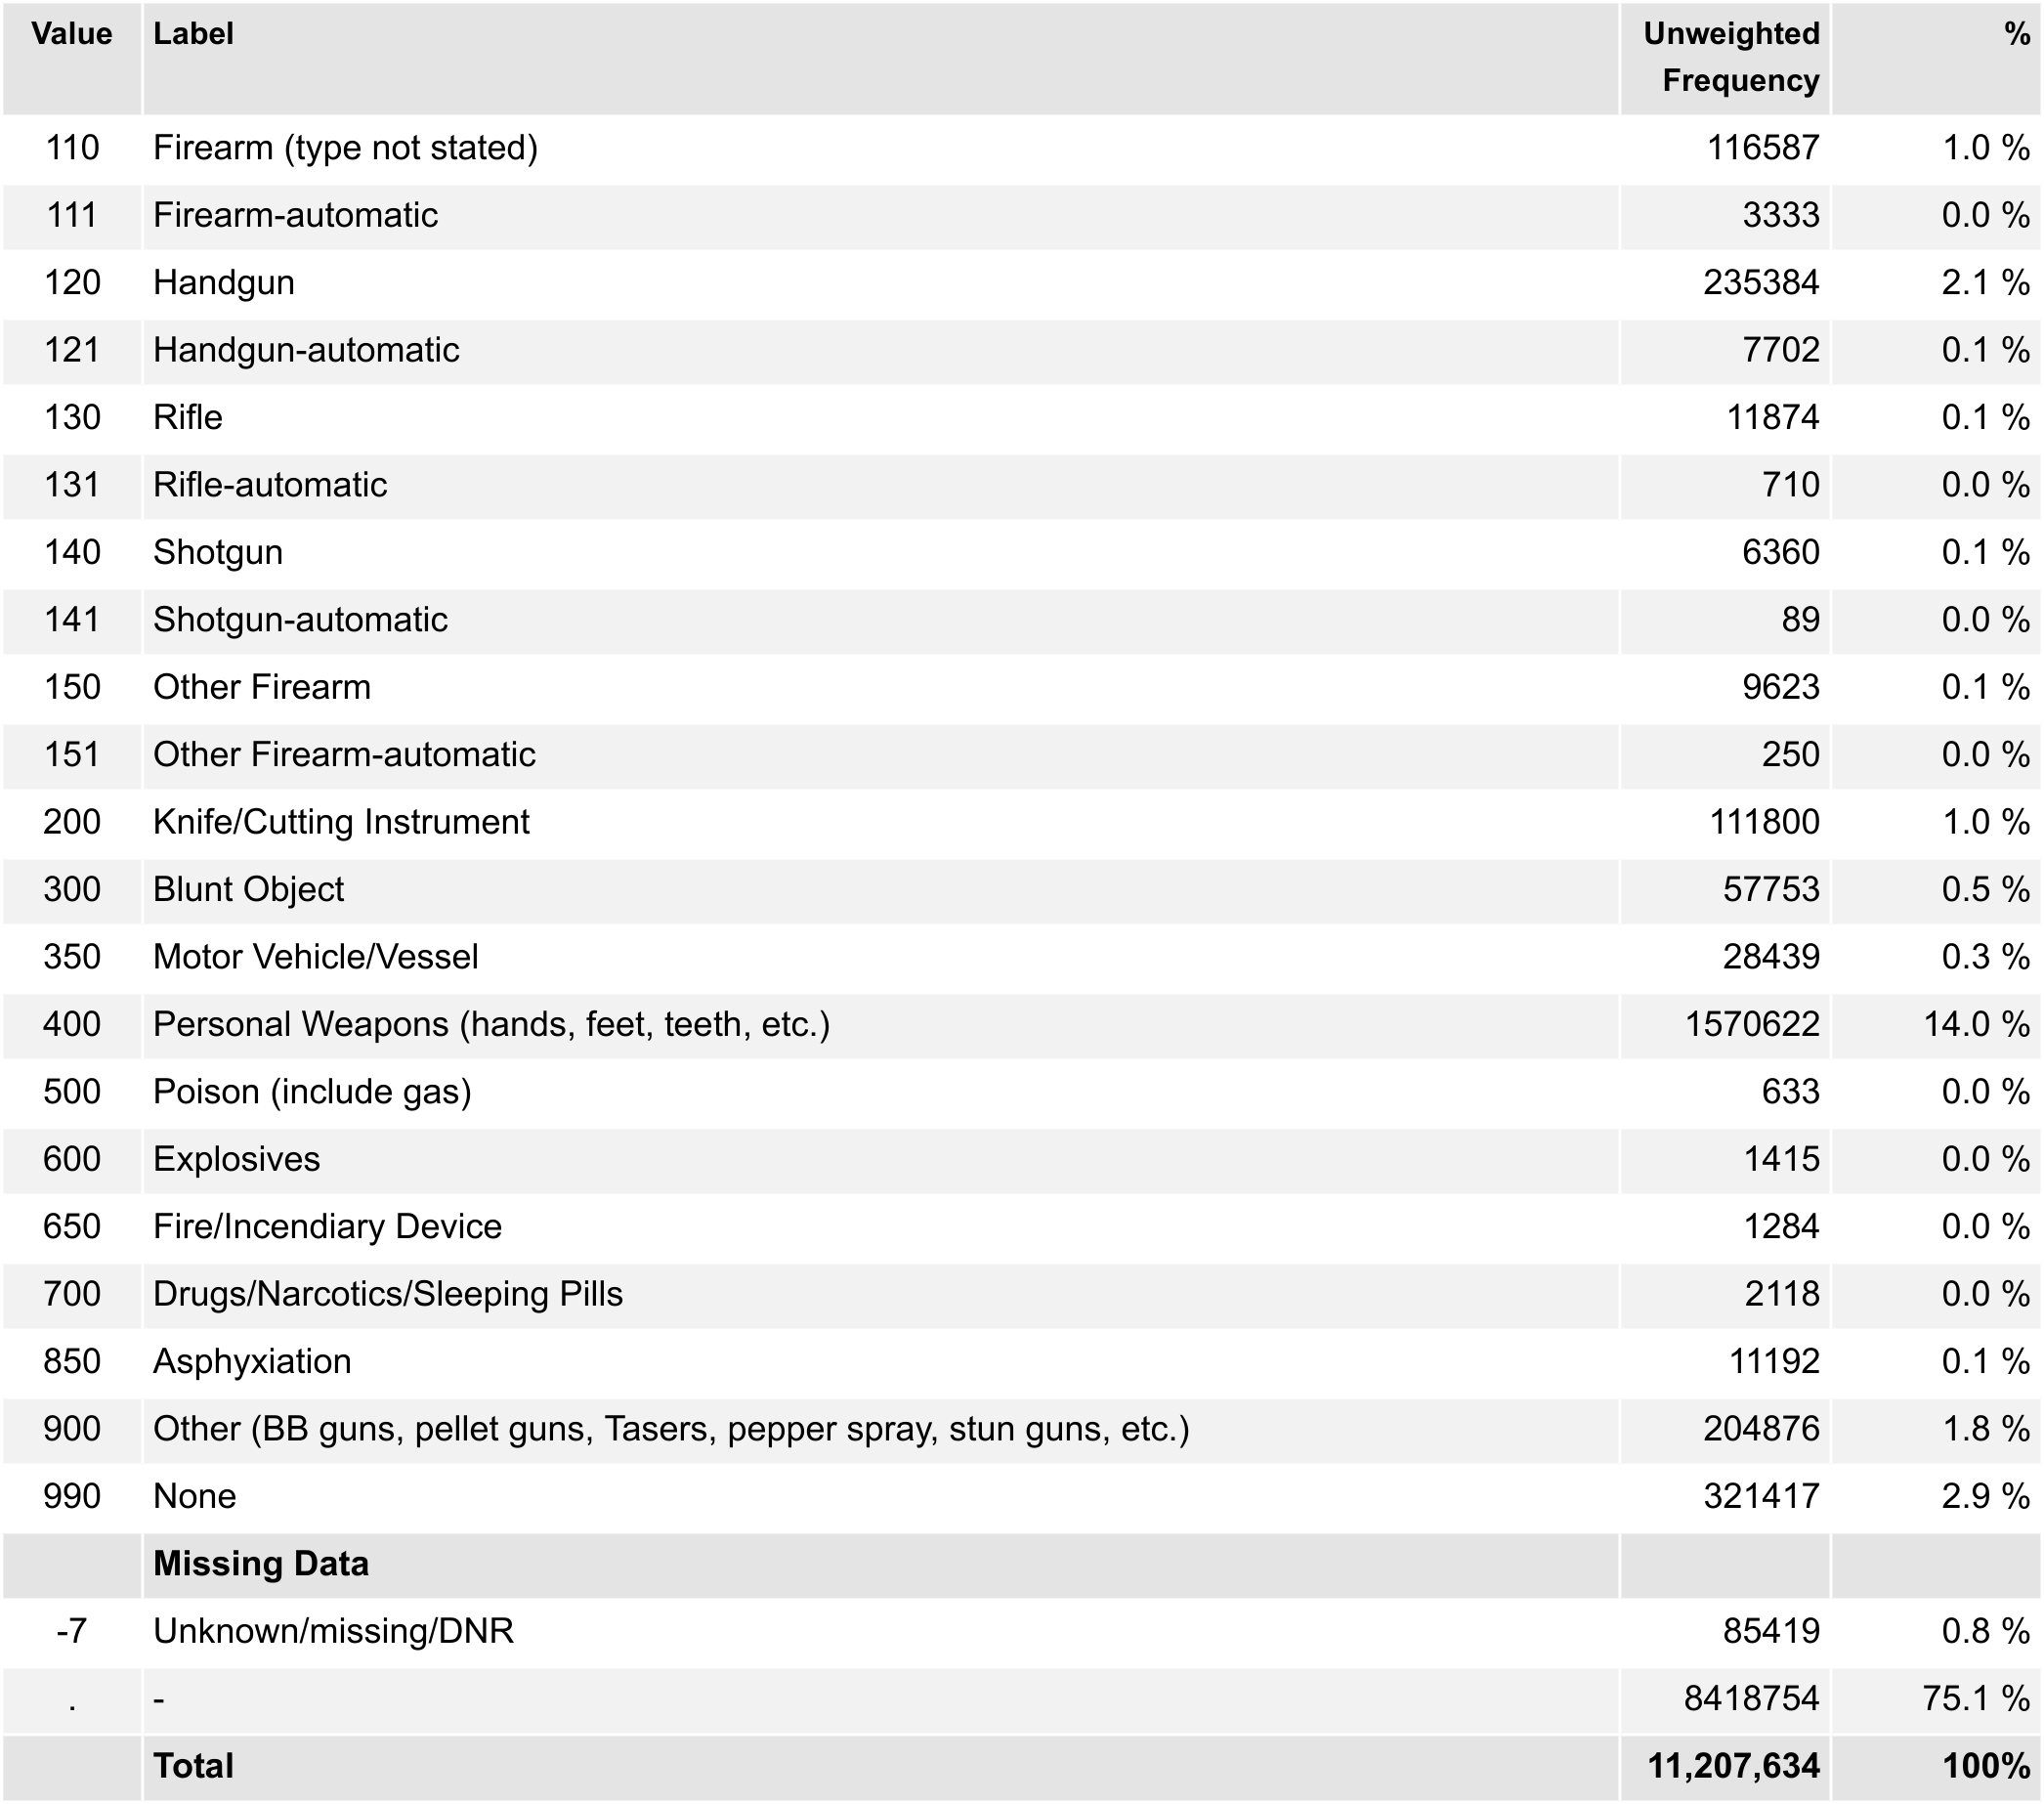 Value Label Unweighted Frequency %
110 Firearm (type not stated) 116587 1.0 %
111 Firearm-automatic 3333 0.0 %
120 Handgun 235384 2.1 %
121 Handgun-automatic 7702 0.1 %
130 Rifle 11874 0.1 %
131 Rifle-automatic 710 0.0 %
140 Shotgun 6360 0.1 %
141 Shotgun-automatic 89 0.0 %
150 Other Firearm 9623 0.1 %
151 Other Firearm-automatic 250 0.0 %
200 Knife/Cutting Instrument 111800 1.0 %
300 Blunt Object 57753 0.5 %
350 Motor Vehicle/Vessel 28439 0.3 %
400 Personal Weapons (hands, feet, teeth, etc.) 1570622 14.0 %
500 Poison (include gas) 633 0.0 %
600 Explosives 1415 0.0 %
650 Fire/Incendiary Device 1284 0.0 %
700 Drugs/Narcotics/Sleeping Pills 2118 0.0 %
850 Asphyxiation 11192 0.1 %
900 Other (BB guns, pellet guns, Tasers, pepper spray, stun guns, etc.) 204876 1.8 %
990 None 321417 2.9 %
Missing Data
-7 Unknown/missing/DNR 85419 0.8 %
. - 8418754 75.1 %
Total 11,207,634 100%